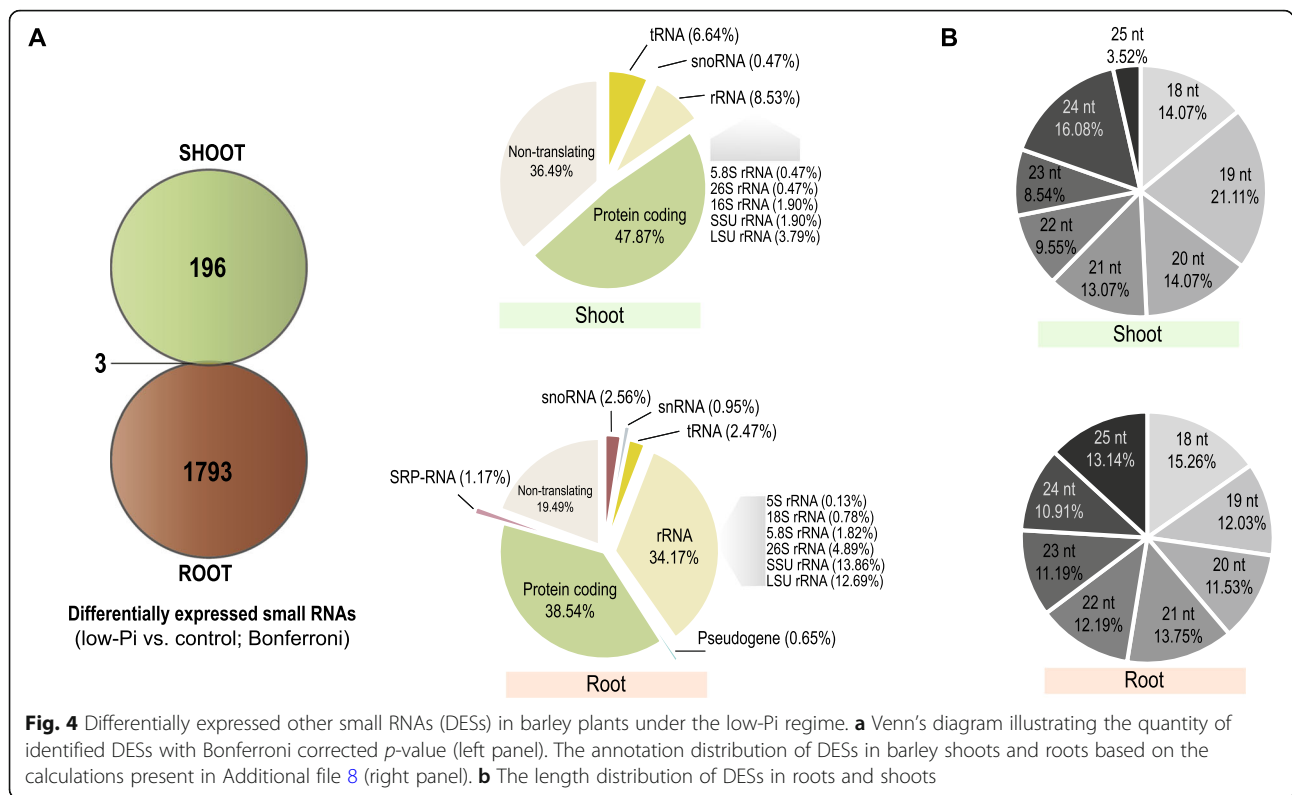 A
SHOOT
196
3
1793
ROOT
Differentially expressed small RNAs
(low-Pi vs. control; Bonferroni)
tRNA (6.64%)
snoRNA (0.47%)
rRNA (8.53%)
Non-translating
36.49%
Protein coding
47.87%
5.8S rRNA (0.47%)
26S rRNA (0.47%)
16S rRNA (1.90%)
SSU rRNA (1.90%)
LSU rRNA (3.79%)
Shoot
snoRNA (2.56%)
snRNA (0.95%)
tRNA (2.47%)
SRP-RNA (1.17%)
Non-translating
19.49%
rRNA
34.17%
Protein coding
38.54%
5S rRNA (0.13%)
18S rRNA (0.78%)
5.8S rRNA (1.82%)
26S rRNA (4.89%)
SSU rRNA (13.86%)
LSU rRNA (12.69%)
Pseudogene (0.65%)
Root
B
25 nt
3.52%
18 nt
14.07%
24 nt
16.08%
19 nt
21.11%
23 nt
8.54%
22 nt
9.55%
21 nt
13.07%
20 nt
14.07%
Shoot
25 nt
13.14%
18 nt
15.26%
24 nt
10.91%
19 nt
12.03%
23 nt
11.19%
20 nt
11.53%
22 nt
12.19%
21 nt
13.75%
Root
Fig. 4 Differentially expressed other small RNAs (DESs) in barley plants under the low-Pi regime. a Venn's diagram illustrating the quantity of
identified DESs with Bonferroni corrected p-value (left panel). The annotation distribution of DESs in barley shoots and roots based on the
calculations present in Additional file 8 (right panel). b The length distribution of DESs in roots and shoots